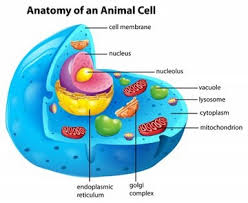 Anatomy of an Animal Cell
cell membrane
nucleus
nucleolus
vacuole
lysosome
cytoplasm
mitochondrion
endoplasmic
reticulum
golgi
complex